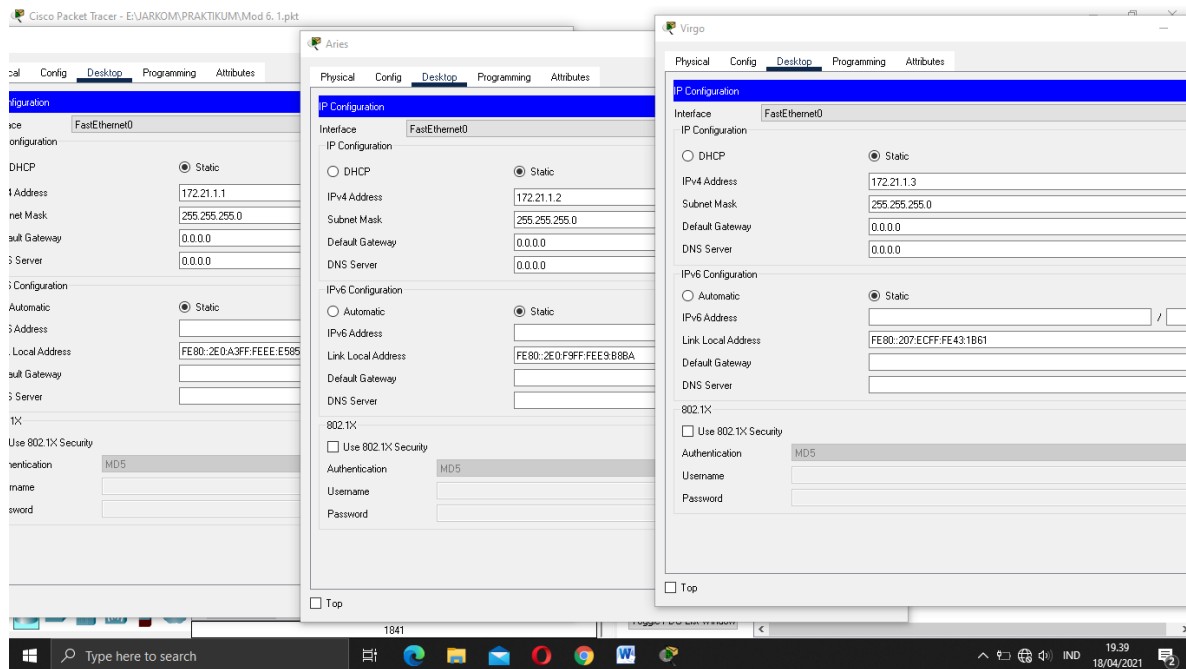 Cisco Packet Tracer - E:\JARKOM\PRAKTIKUM\Mod 6. 1.pkt
cal Config Desktop Programming Attributes
nfiguration
ace FastEthernet0
onfiguration
DHCP Static
4 Address 172.21.1.1
net Mask 255.255.255.0
ault Gateway 0.0.0.0
S Server 0.0.0.0
6 Configuration
Automatic Static
6 Address
Local Address FE80::2E0:A3FF:FEEE:E585
ault Gateway
S Server
1X
Use 802.1X Security
hentication MD5
rname
sword
Aries
Physical Config Desktop Programming Attributes
IP Configuration
Interface FastEthernet0
IP Configuration
DHCP Static
IPv4 Address 172.21.1.2
Subnet Mask 255.255.255.0
Default Gateway 0.0.0.0
DNS Server 0.0.0.0
IPv6 Configuration
Automatic Static
IPv6 Address
Link Local Address FE80::2E0:F9FF:FEE9:B8BA
Default Gateway
DNS Server
802.1X
Use 802.1X Security
Authentication MD5
Username
Password
Top
Virgo
Physical Config Desktop Programming Attributes
IP Configuration
Interface FastEthernet0
IP Configuration
DHCP Static
IPv4 Address 172.21.1.3
Subnet Mask 255.255.255.0
Default Gateway 0.0.0.0
DNS Server 0.0.0.0
IPv6 Configuration
Automatic Static
IPv6 Address /
Link Local Address FE80::207:ECFF:FE43:1B61
Default Gateway
DNS Server
802.1X
Use 802.1X Security
Authentication MD5
Username
Password
Top
1841
Toggle PDU List Window
Type here to search
IND
19.39
18/04/2021
2